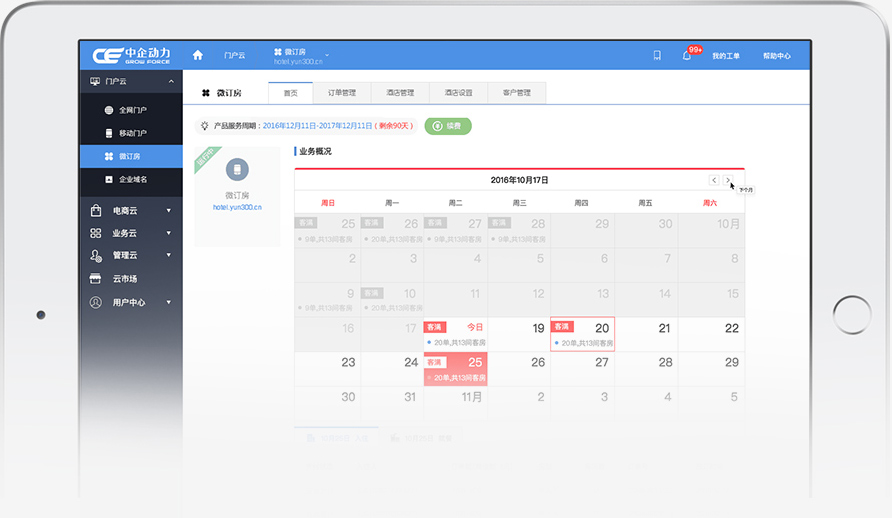 中企动力
GROW FORCE
门户云
微订房
hotel.yun300.cn
99+
我的工单
帮助中心
门户云
全网门户
移动门户
微订房
企业域名
电商云
业务云
管理云
云市场
用户中心
微订房
首页
订单管理
酒店管理
酒店设置
客户管理
产品服务周期：2016年12月11日-2017年12月11日（剩余90天）
续费
运行中
微订房
hotel.yun300.cn
业务概况
2016年10月17日
下个月
周日 周一 周二 周三 周四 周五 周六
客满 25 客满 26 客满 27 客满 28 29 30 10月
9单,共13间客房 20单,共13间客房 9单,共13间客房 9单,共13间客房
2 3 4 5 6 7 8
9 客满 10 11 12 13 14 15
9单,共13间客房 20单,共13间客房
16 17 客满 今日 19 客满 20 21 22
20单,共13间客房 20单,共13间客房
23 24 客满 25 26 27 28 29
20单,共13间客房
30 31 11月 2 3 4 5